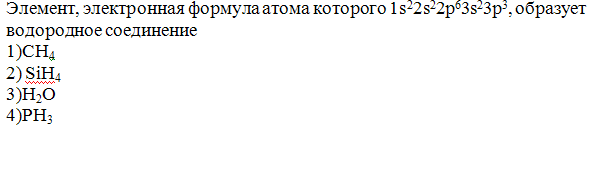 Элемент, электронная формула атома которого 1s²2s²2p⁶3s²3p³, образует
водородное соединение
1)CH₄
2) SiH₄
3)H₂O
4)PH₃